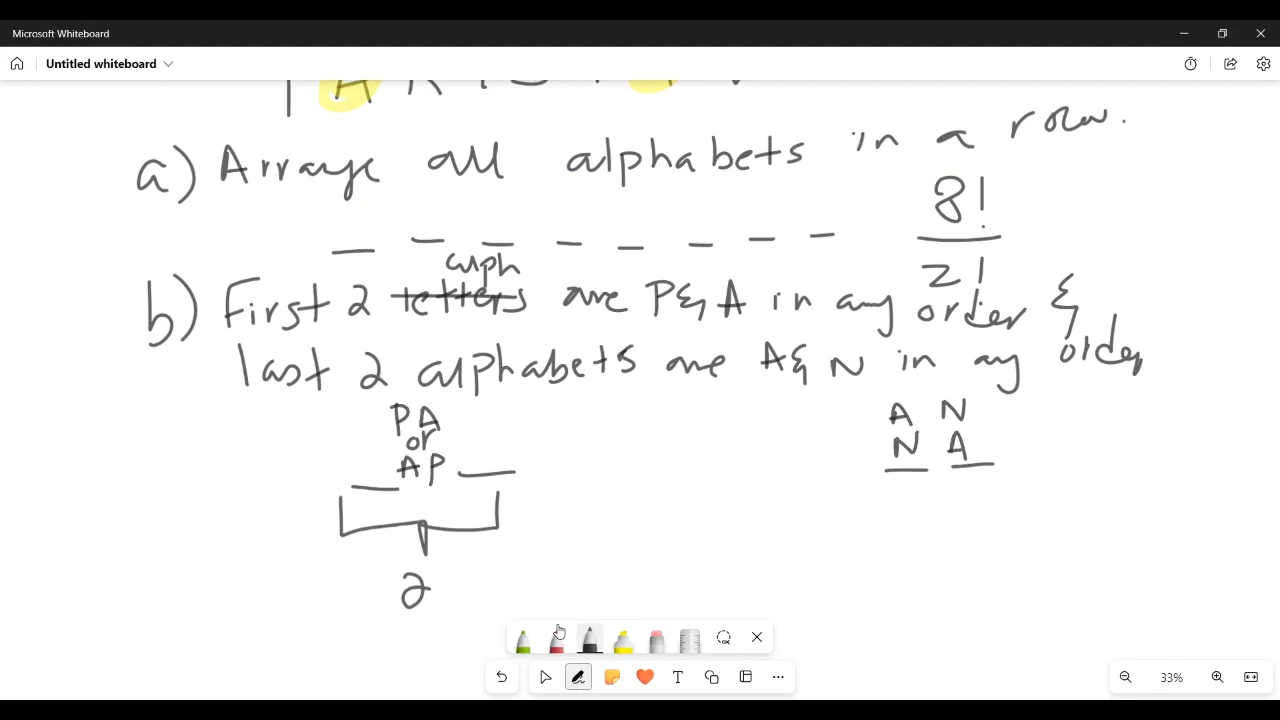 Microsoft Whiteboard
Untitled whiteboard
a) Arrange all alphabets in a row.
8!
2!
alph
b) First 2 letters are P & A in any order &
last 2 alphabets are A & N in any order
PA
or
AP
A N
N A
2
33%